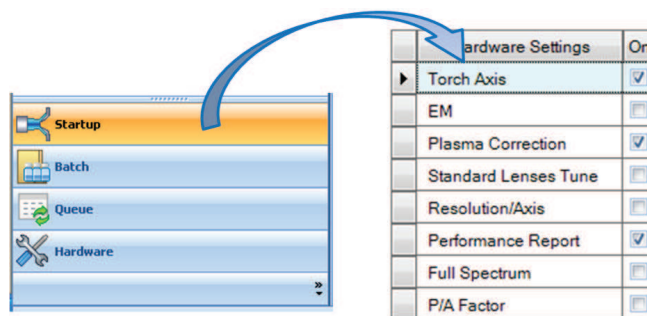 Startup
Batch
Queue
Hardware
ardware Settings
On
Torch Axis
EM
Plasma Correction
Standard Lenses Tune
Resolution/Axis
Performance Report
Full Spectrum
P/A Factor